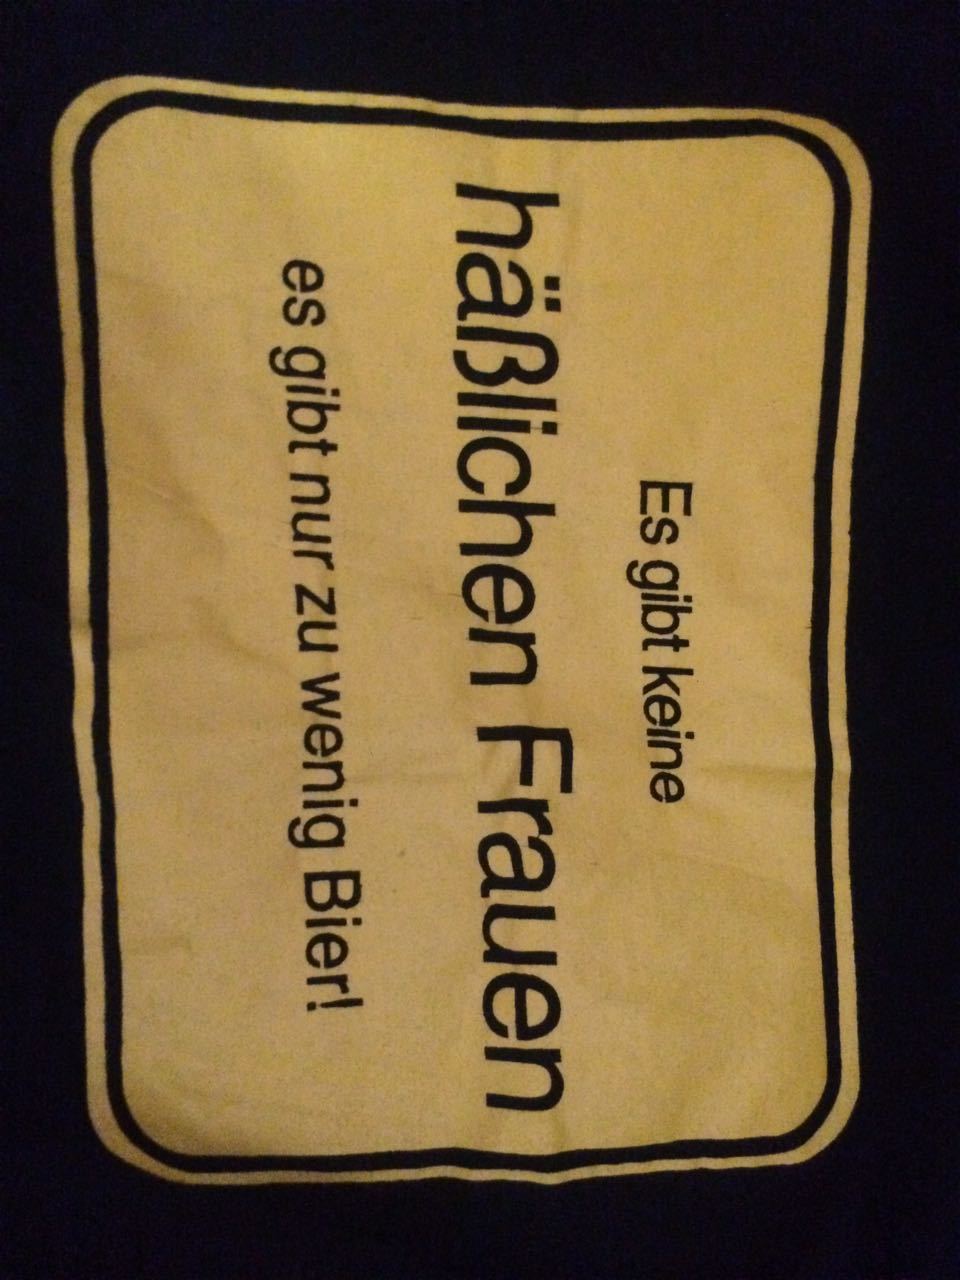 Es gibt keine
häßlichen Frauen
es gibt nur zu wenig Bier!